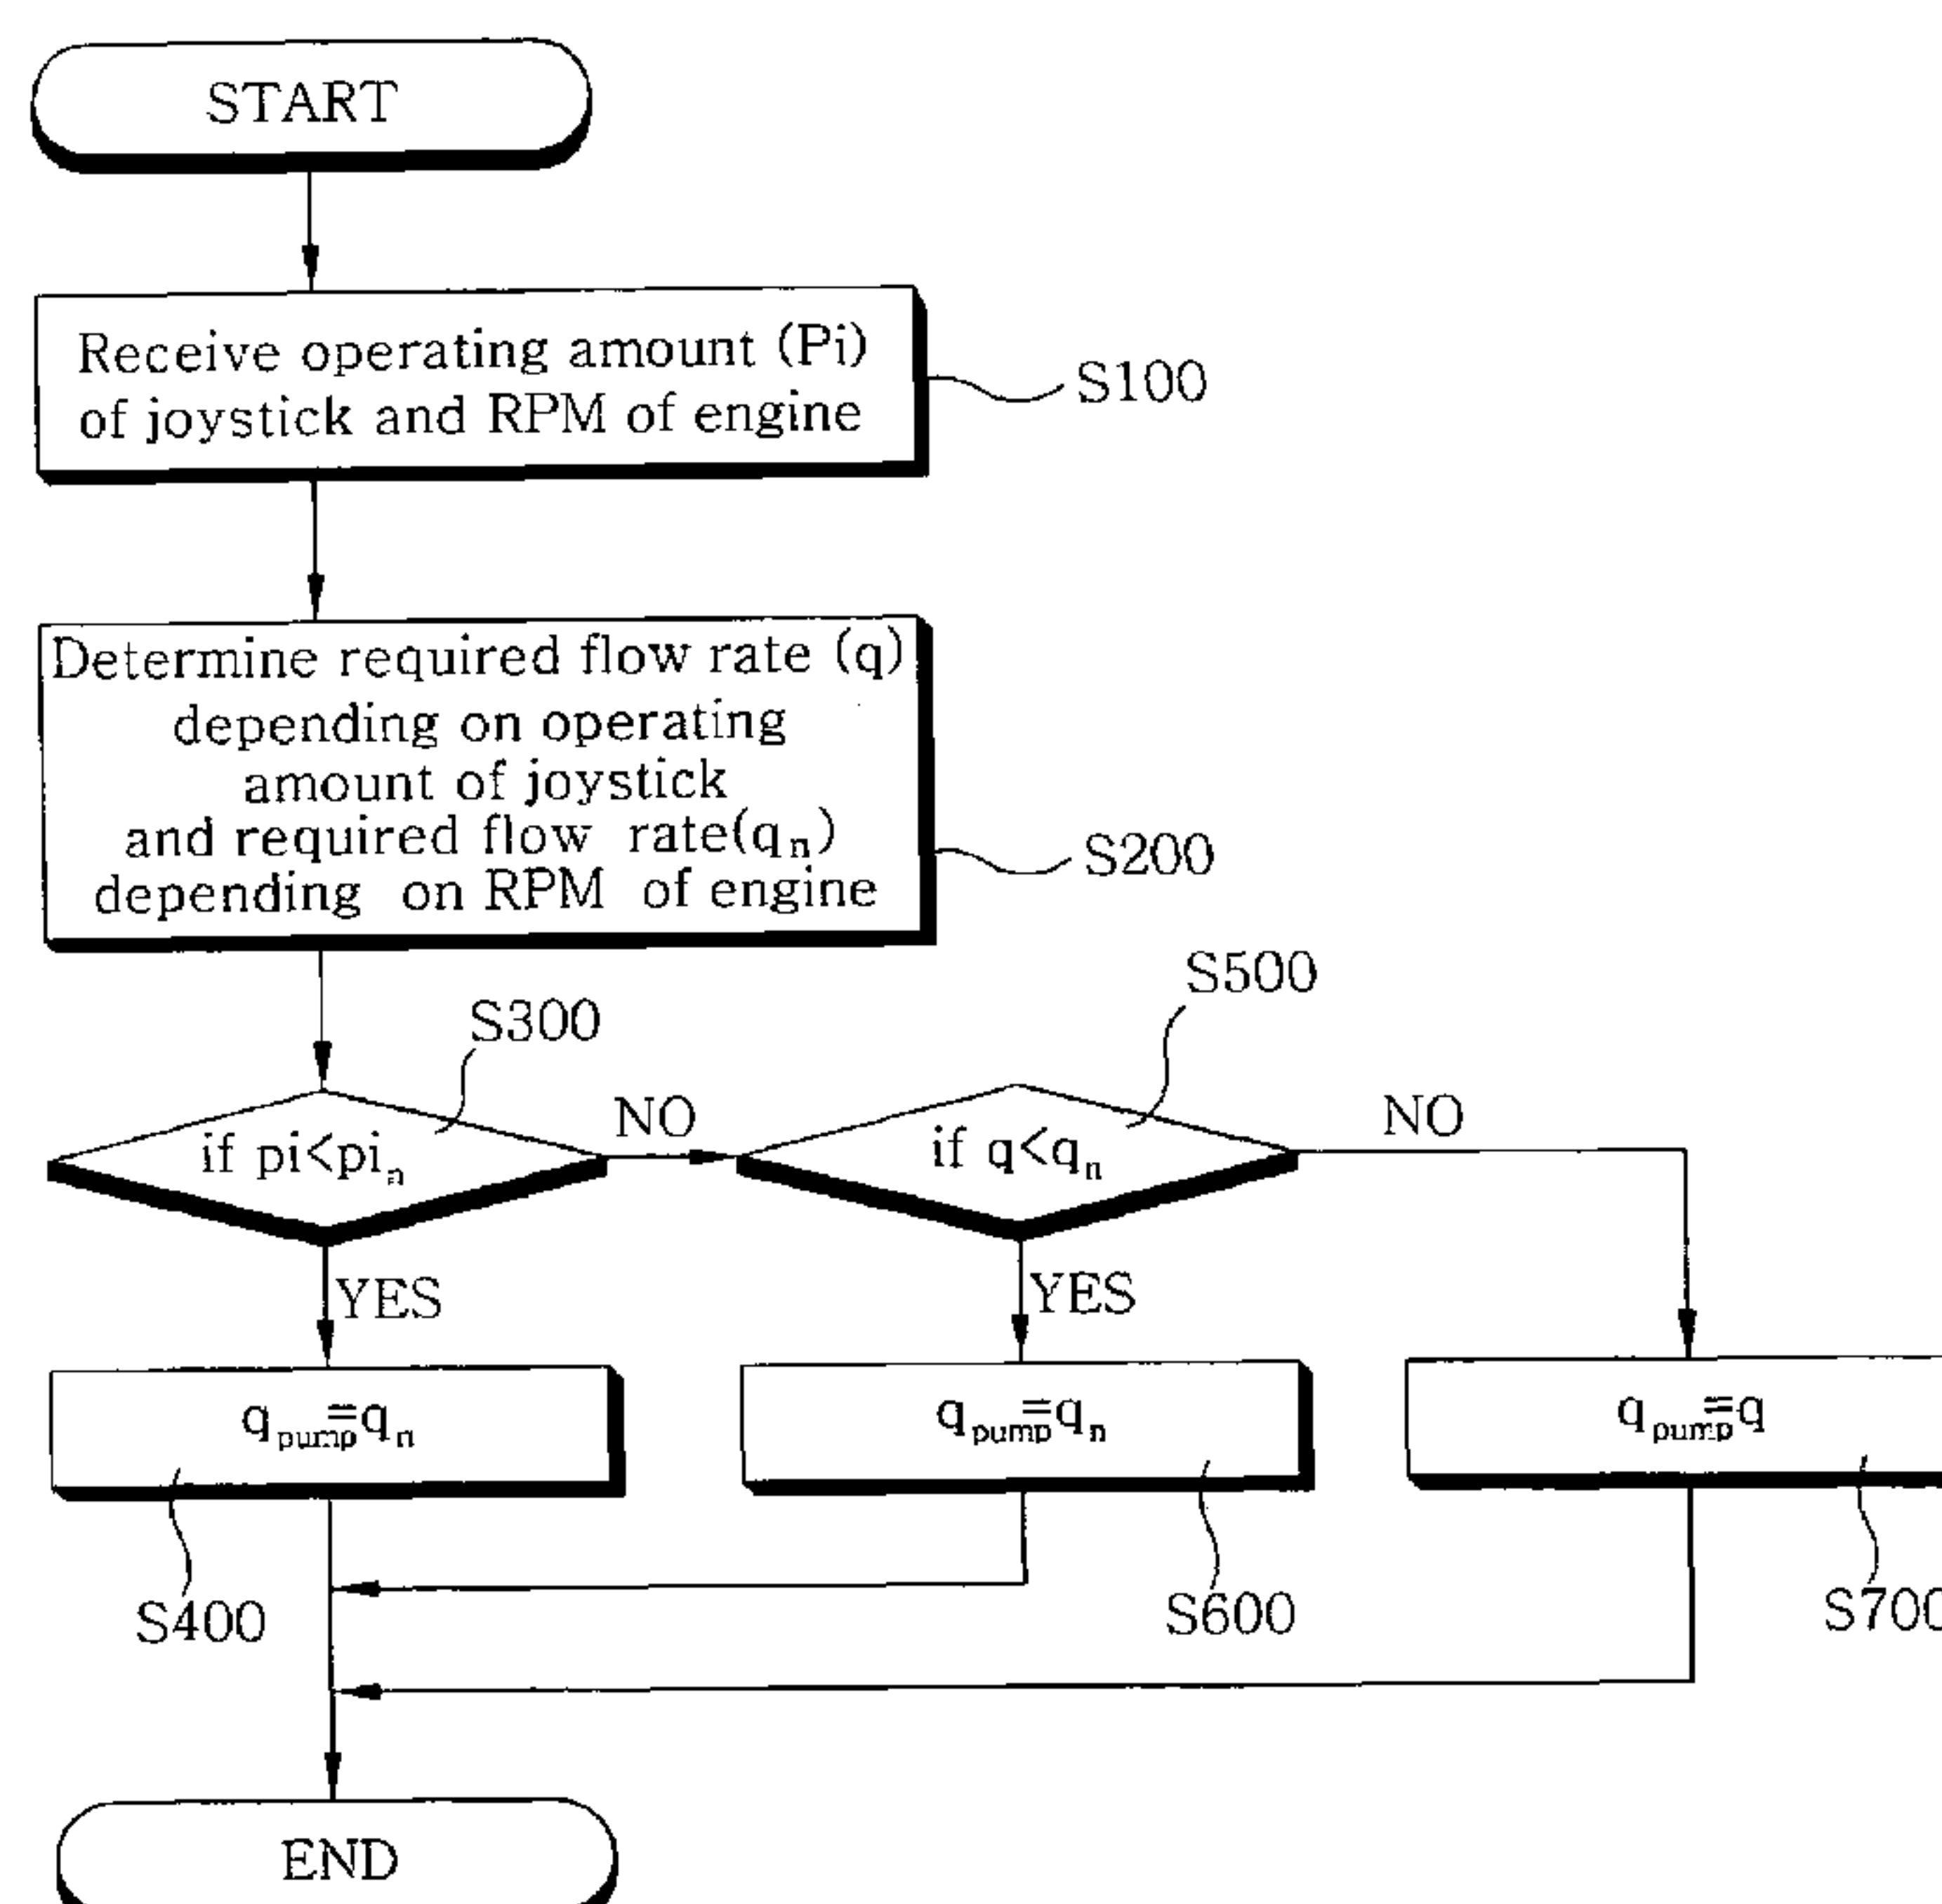 START
Receive operating amount (Pi)
of joystick and RPM of engine
S100
Determine required flow rate (q)
depending on operating
amount of joystick
and required flow rate(qn)
depending on RPM of engine
S200
S300
S500
if pi<pin
NO
if q<qn
NO
YES
YES
qpump=qn
qpump=qn
qpump=q
S400
S600
S700
END